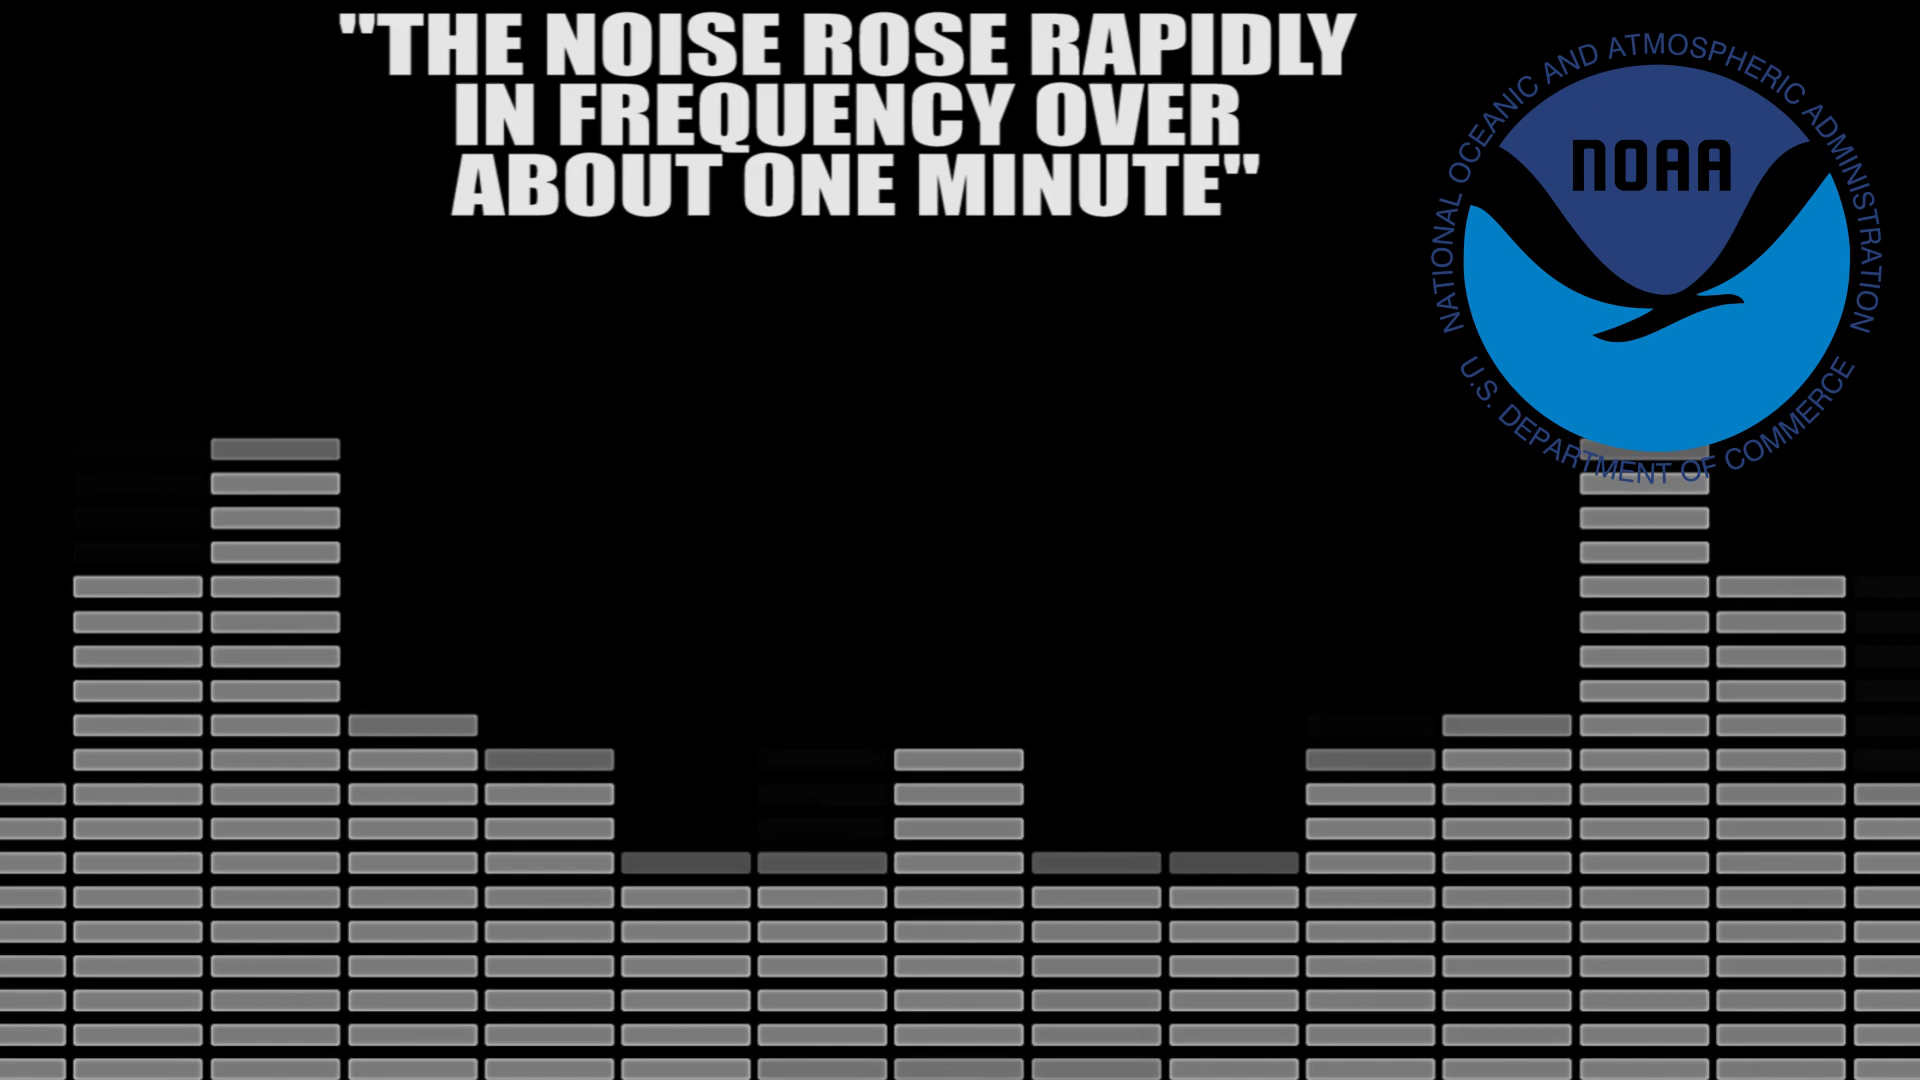 "THE NOISE ROSE RAPIDLY
IN FREQUENCY OVER
ABOUT ONE MINUTE"
NATIONAL OCEANIC AND ATMOSPHERIC ADMINISTRATION
NOAA
U.S. DEPARTMENT OF COMMERCE